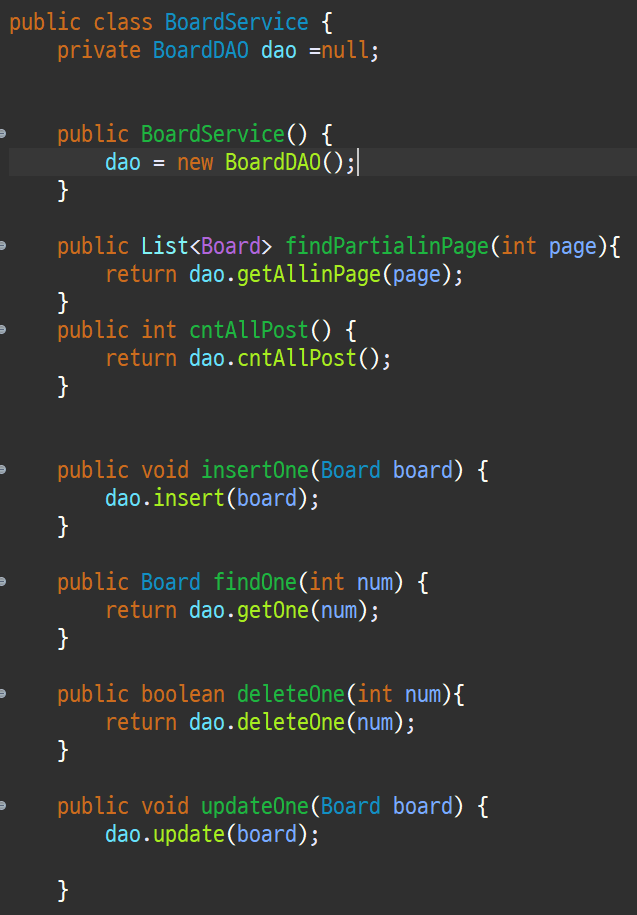 public class BoardService {
    private BoardDAO dao =null;
    public BoardService() {
        dao = new BoardDAO();
    }
    public List<Board> findPartialinPage(int page){
        return dao.getAllinPage(page);
    }
    public int cntAllPost() {
        return dao.cntAllPost();
    }
    public void insertOne(Board board) {
        dao.insert(board);
    }
    public Board findOne(int num) {
        return dao.getOne(num);
    }
    public boolean deleteOne(int num){
        return dao.deleteOne(num);
    }
    public void updateOne(Board board) {
        dao.update(board);
    }